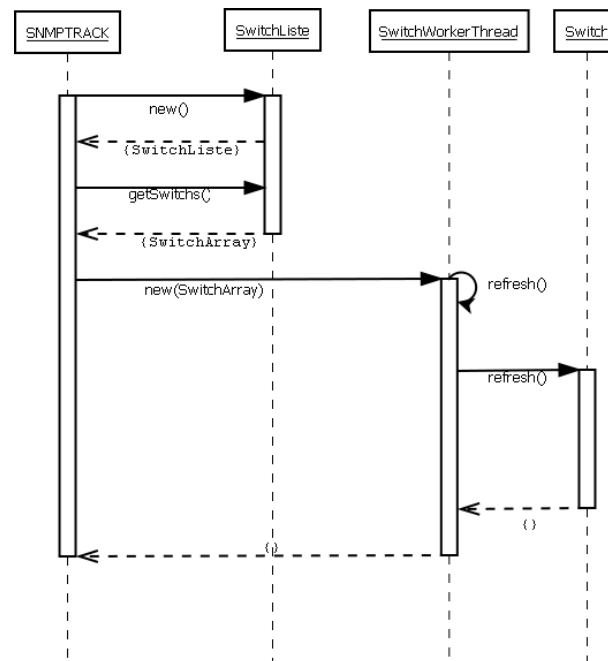 SNMPTRACK
SwitchListe
SwitchWorkerThread
Switch
new()
{SwitchListe}
getSwitchs()
{SwitchArray}
new(SwitchArray)
refresh()
refresh()
{}
{}